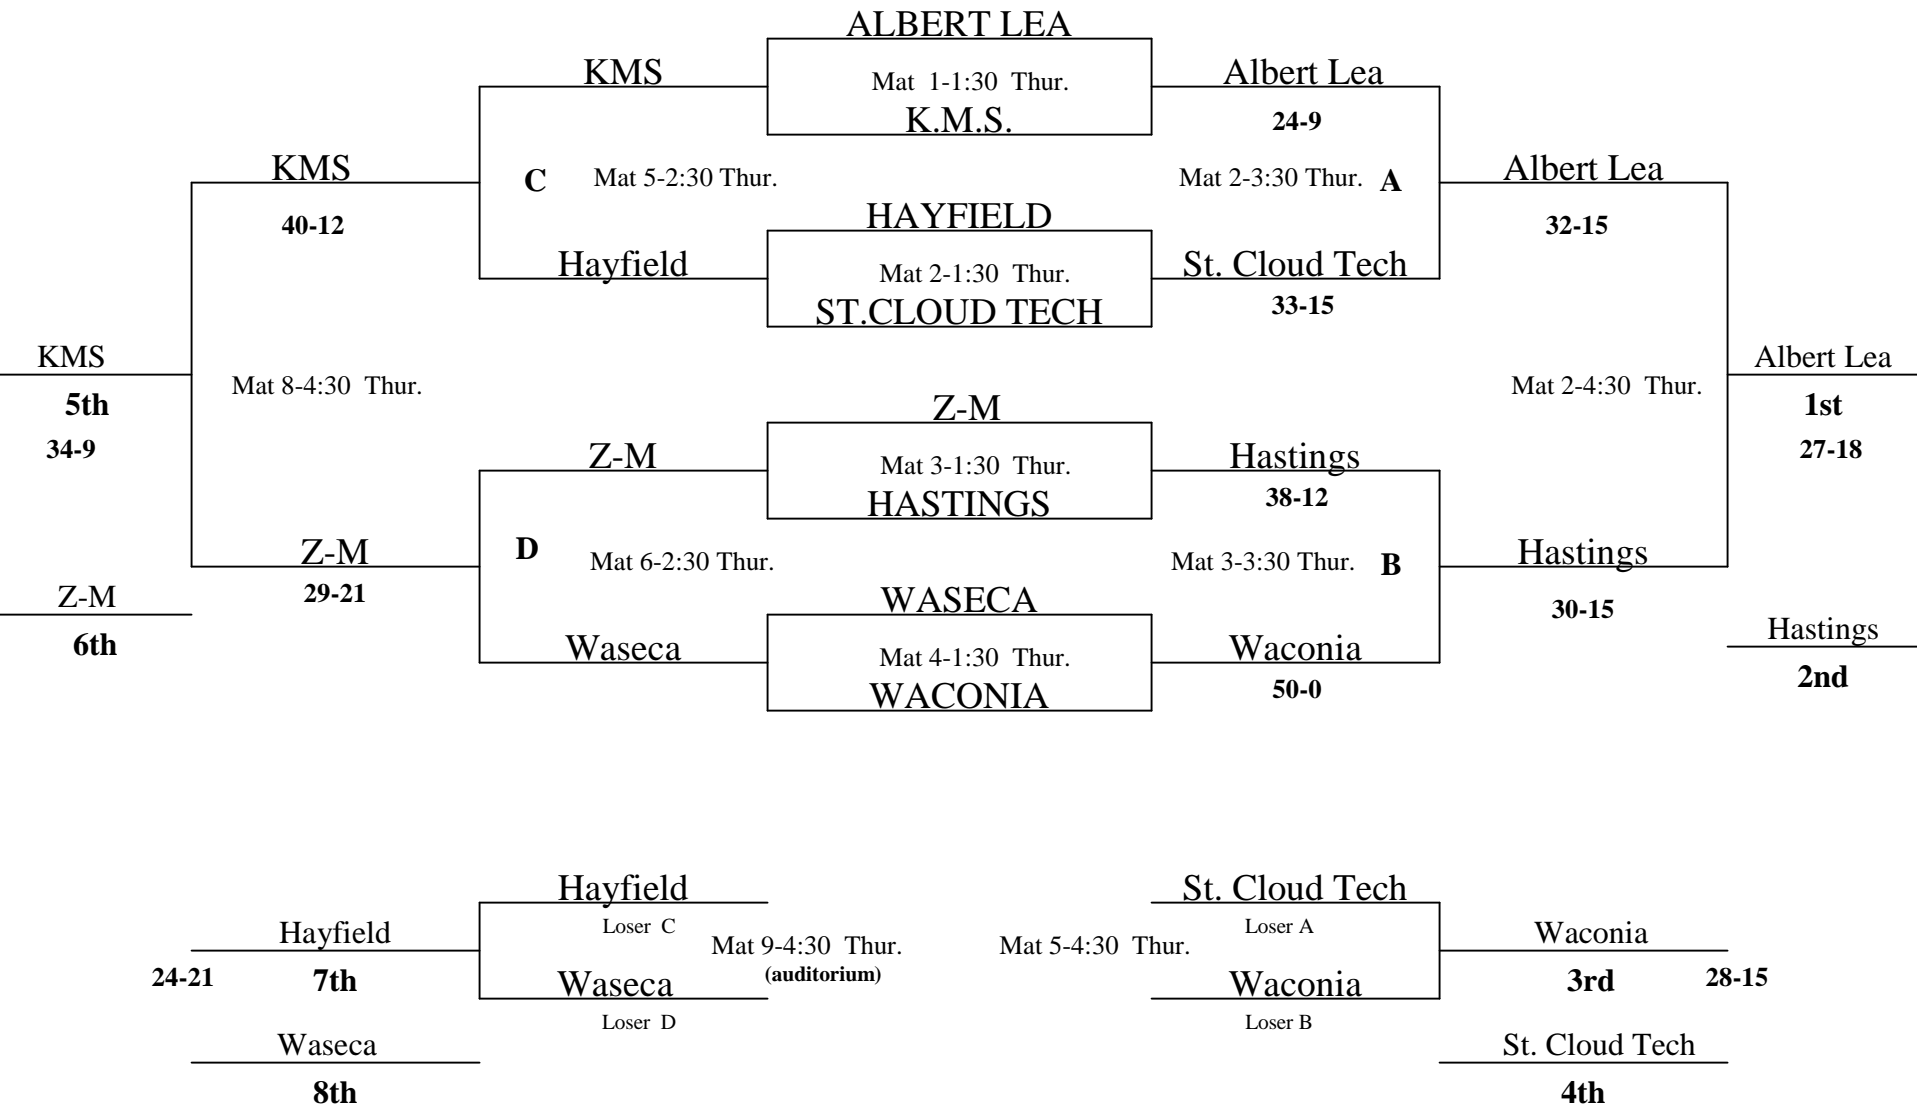 ALBERT LEA
KMS
Mat 1-1:30 Thur.
Albert Lea
K.M.S.
24-9
KMS
C
Mat 5-2:30 Thur.
Mat 2-3:30 Thur.
A
Albert Lea
40-12
HAYFIELD
32-15
Hayfield
Mat 2-1:30 Thur.
St. Cloud Tech
ST.CLOUD TECH
33-15
KMS
Albert Lea
5th
Mat 8-4:30 Thur.
Mat 2-4:30 Thur.
1st
34-9
27-18
Z-M
Z-M
Mat 3-1:30 Thur.
Hastings
HASTINGS
38-12
Z-M
D
Mat 6-2:30 Thur.
Mat 3-3:30 Thur.
B
Hastings
29-21
30-15
Z-M
6th
WASECA
Waseca
Mat 4-1:30 Thur.
Waconia
WACONIA
50-0
Hastings
2nd
Hayfield
St. Cloud Tech
Loser C
Loser A
Hayfield
Mat 9-4:30 Thur.
Mat 5-4:30 Thur.
Waconia
24-21
7th
Waseca
(auditorium)
Waconia
3rd
28-15
Loser D
Loser B
Waseca
St. Cloud Tech
8th
4th